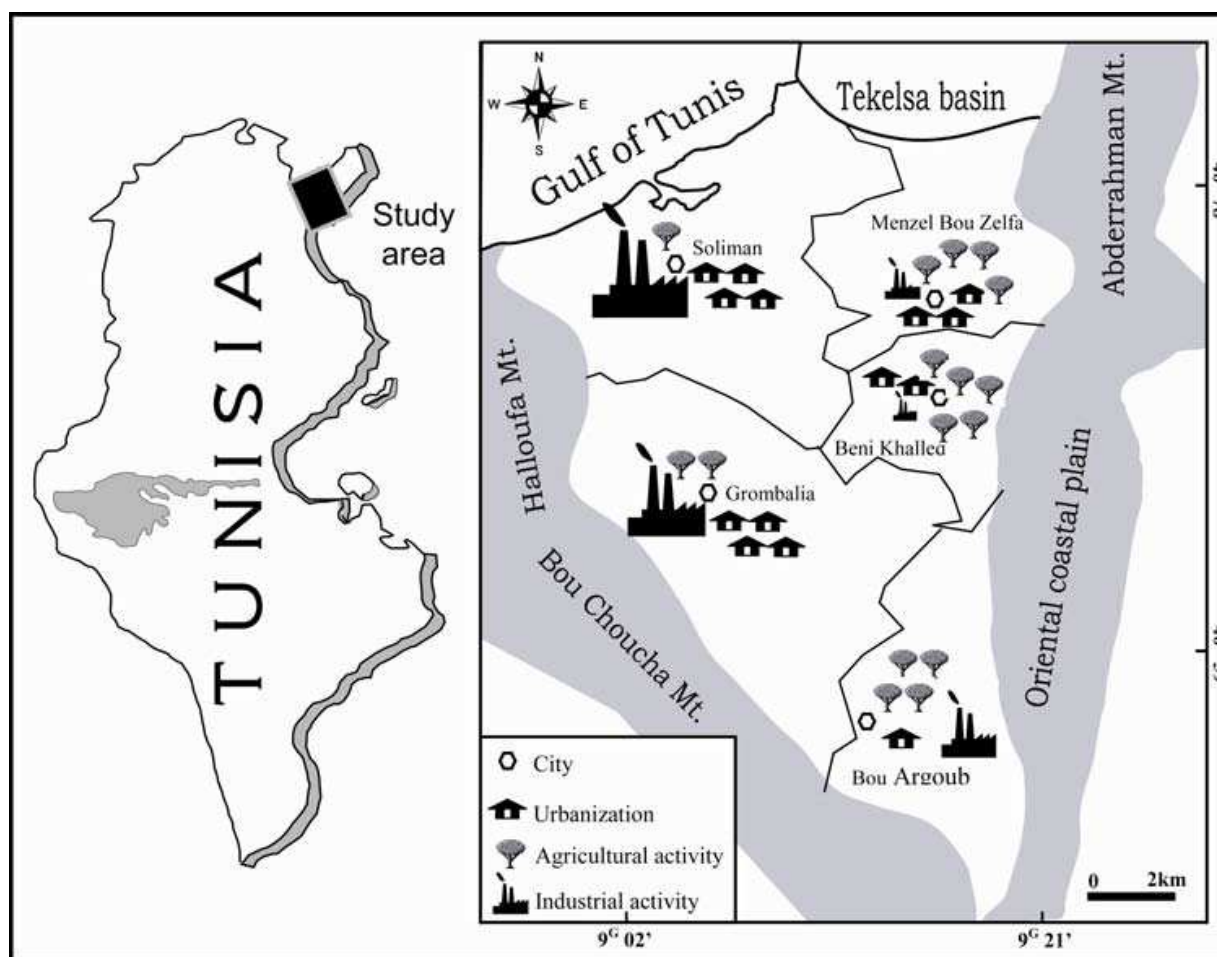 TUNISIA
Study
area
N
W
E
S
Gulf of Tunis
Tekelsa basin
Abderrahman Mt.
Menzel Bou Zelfa
Soliman
Halloufa Mt.
Beni Khalled
Grombalia
Oriental coastal plain
Bou Choucha Mt.
Bou Argoub
City
Urbanization
Agricultural activity
Industrial activity
0 2km
9ᴳ 02’
9ᴳ 21’